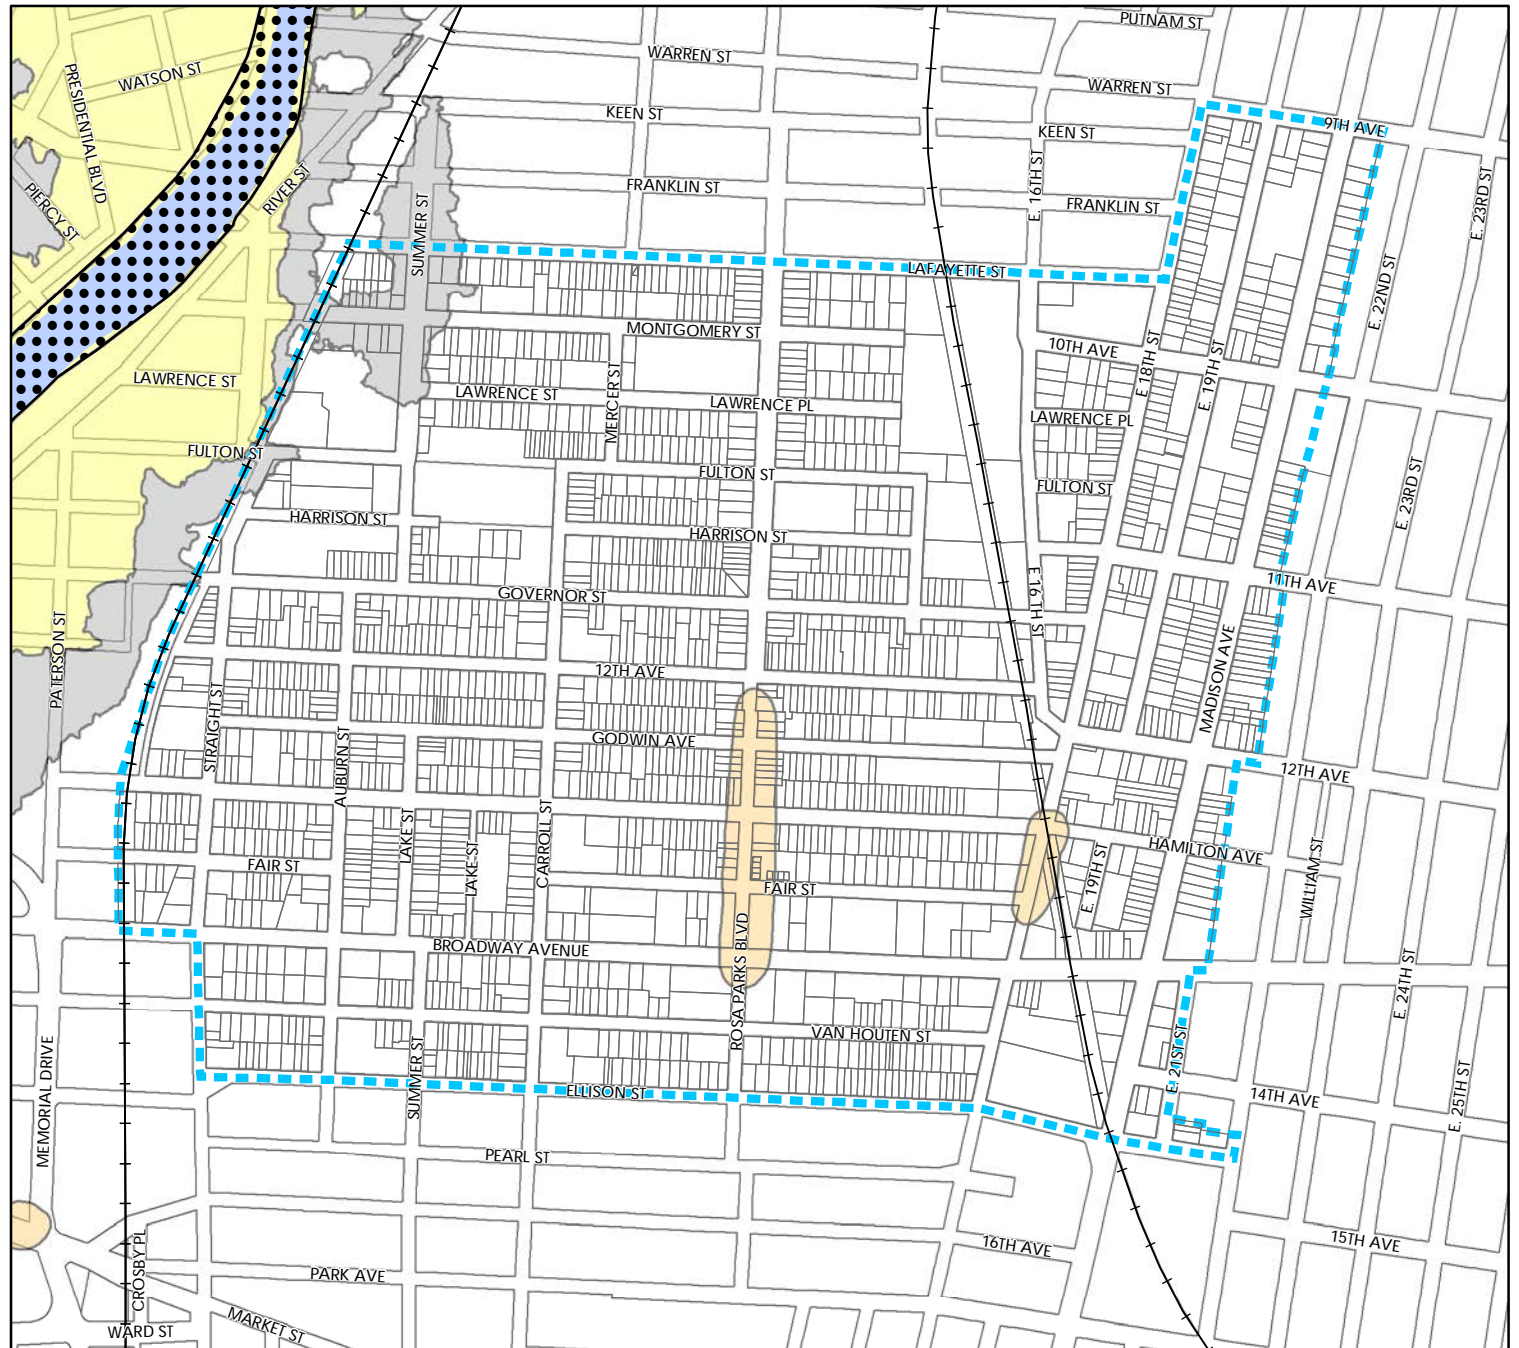 PUTNAM ST
WARREN ST
WATSON ST
PRESIDENTIAL BLVD
WARREN ST
KEEN ST
9TH AVE
KEEN ST
E. 16TH ST
FRANKLIN ST
RIVER ST
PIERCY ST
FRANKLIN ST
E. 23RD ST
SUMMER ST
LAFAYETTE ST
E. 22ND ST
MONTGOMERY ST
10TH AVE
E. 18TH ST
E. 19TH ST
LAWRENCE ST
LAWRENCE ST
MERCER ST
LAWRENCE PL
LAWRENCE PL
FULTON ST
FULTON ST
FULTON ST
E. 23RD ST
HARRISON ST
HARRISON ST
11TH AVE
GOVERNOR ST
E. 16TH ST
PATERSON ST
12TH AVE
MADISON AVE
STRAIGHT ST
GODWIN AVE
AUBURN ST
12TH AVE
LAKE ST
LAKE ST
CARROLL ST
HAMILTON AVE
FAIR ST
FAIR ST
E. 19TH ST
WILLIAM ST
BROADWAY AVENUE
ROSA PARKS BLVD
E. 24TH ST
VAN HOUTEN ST
MEMORIAL DRIVE
SUMMER ST
E. 21ST ST
ELLISON ST
14TH AVE
E. 25TH ST
PEARL ST
16TH AVE
15TH AVE
CROSBY PL
PARK AVE
MARKET ST
WARD ST